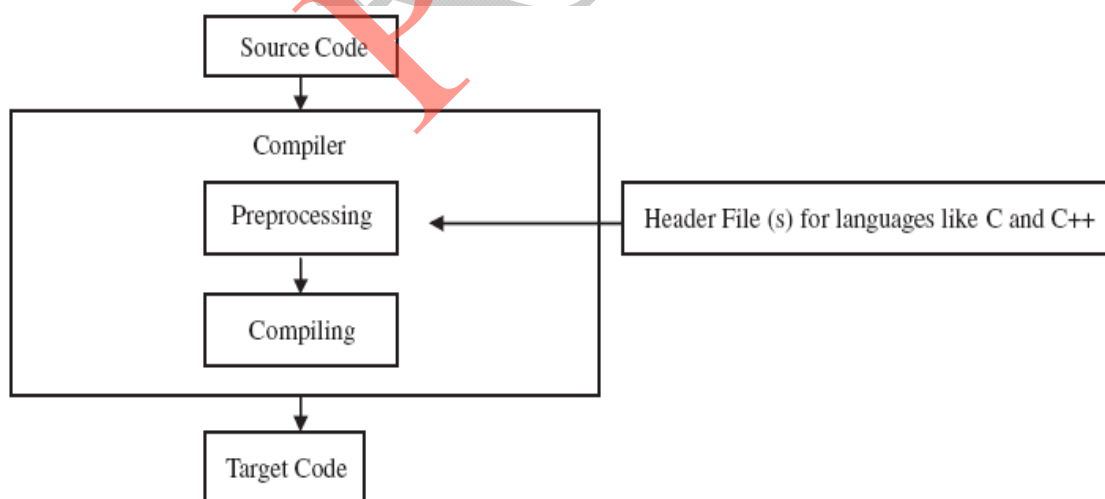 Source Code
Compiler
Preprocessing
Header File (s) for languages like C and C++
Compiling
Target Code